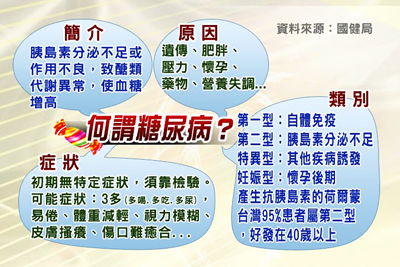 簡介
胰島素分泌不足或
作用不良，致醣類
代謝異常，使血糖
增高
原因
遺傳、肥胖、
壓力、懷孕、
藥物、營養失調...
資料來源：國健局
何謂糖尿病？
症狀
初期無特定症狀，須靠檢驗。
可能症狀：3多(多喝.多吃.多尿)，
易倦、體重減輕、視力模糊、
皮膚搔癢、傷口難癒合...
類別
第一型：自體免疫
第二型：胰島素分泌不足
特異型：其他疾病誘發
妊娠型：懷孕後期
產生抗胰島素的荷爾蒙
台灣95%患者屬第二型
，好發在40歲以上